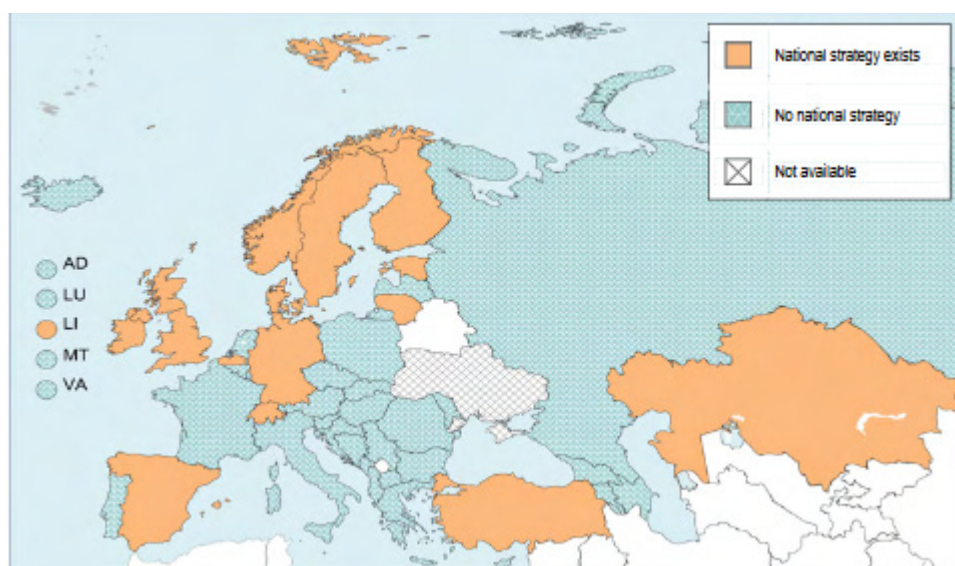 National strategy exists
No national strategy
Not available
AD
LU
LI
MT
VA